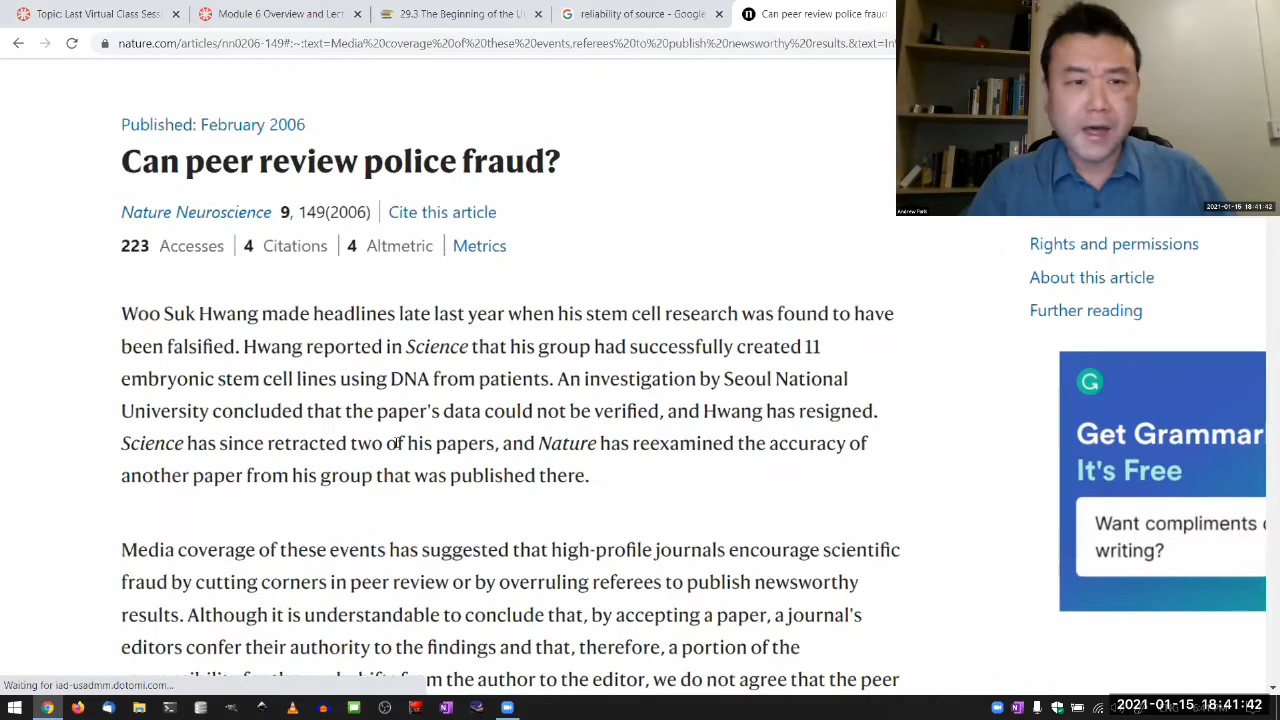 Topic: Can Sust
Module 6 - 00:0
29.3 The Beginning of the U
reliability of source - Google
Can peer review police fraud
nature.com/articles/nn0206-149#:~:text=Media%20coverage%20of%20these%20events,referees%20to%20publish%20newsworthy%20results.&text=In
Andrew Park
2021-01-15 18:41:42
Published: February 2006
Can peer review police fraud?
Nature Neuroscience 9, 149(2006) Cite this article
223 Accesses 4 Citations 4 Altmetric Metrics
Rights and permissions
About this article
Further reading
Woo Suk Hwang made headlines late last year when his stem cell research was found to have
been falsified. Hwang reported in Science that his group had successfully created 11
embryonic stem cell lines using DNA from patients. An investigation by Seoul National
University concluded that the paper's data could not be verified, and Hwang has resigned.
Science has since retracted two of his papers, and Nature has reexamined the accuracy of
another paper from his group that was published there.
Media coverage of these events has suggested that high-profile journals encourage scientific
fraud by cutting corners in peer review or by overruling referees to publish newsworthy
results. Although it is understandable to conclude that, by accepting a paper, a journal's
editors confer their authority to the findings and that, therefore, a portion of the
the author to the editor, we do not agree that the peer
Get Grammar
It's Free
Want compliments
writing?
Waiting for iad-usadmm.dotomi.com...
2021-01-15 18:41:42